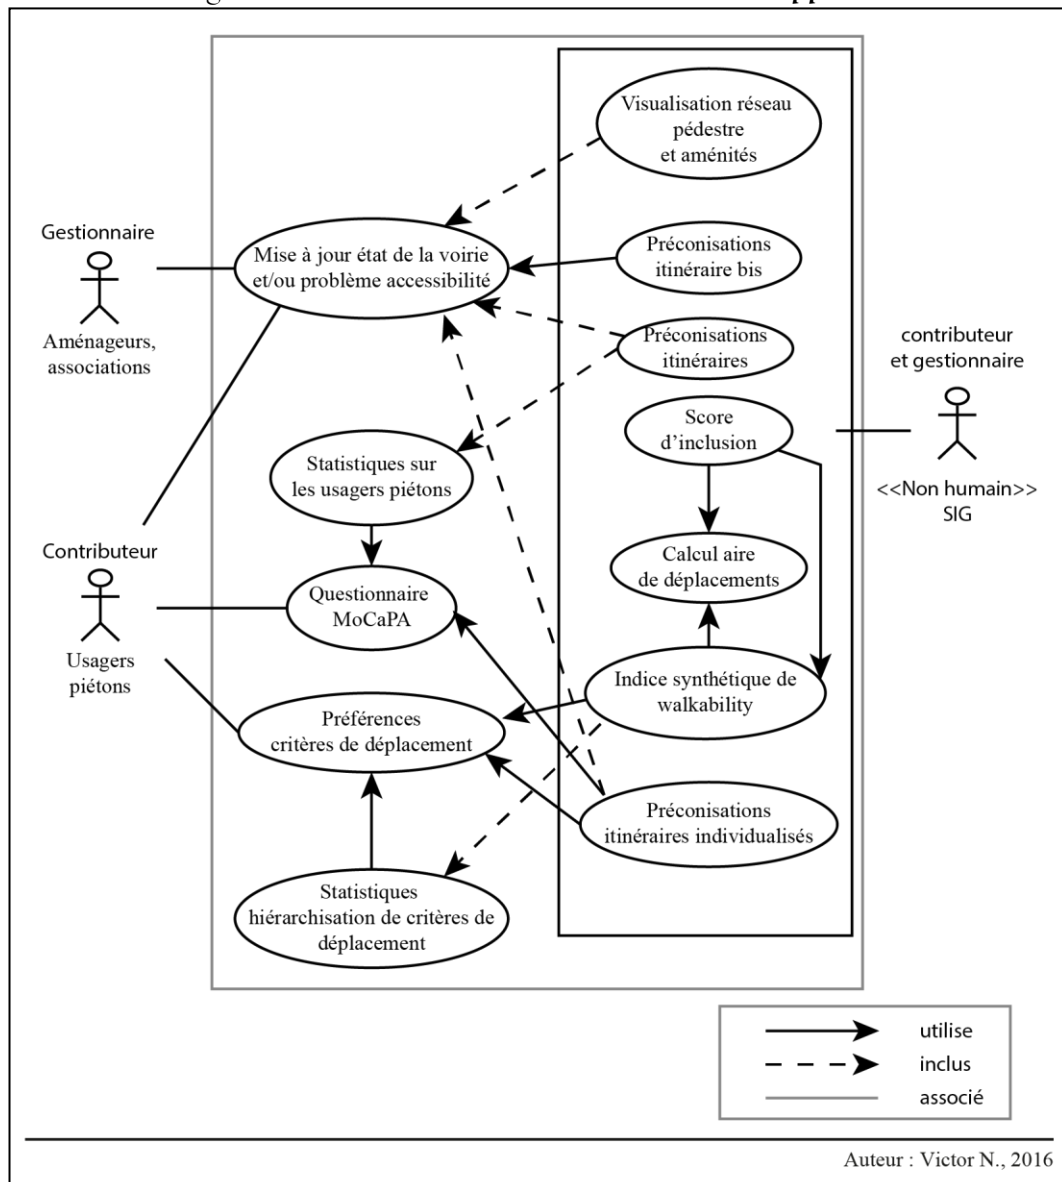 Visualisation réseau
pédestre
et aménités
Gestionnaire
Aménageurs,
associations
Mise à jour état de la voirie
et/ou problème accessibilité
Préconisations
itinéraire bis
Préconisations
itinéraires
contributeur
et gestionnaire
<<Non humain>>
SIG
Score
d’inclusion
Statistiques sur
les usagers piétons
Calcul aire
de déplacements
Contributeur
Usagers
piétons
Questionnaire
MoCaPA
Indice synthétique de
walkability
Préférences
critères de déplacement
Préconisations
itinéraires individualisés
Statistiques
hiérarchisation de critères de
déplacement
utilise
inclus
associé
Auteur : Victor N., 2016